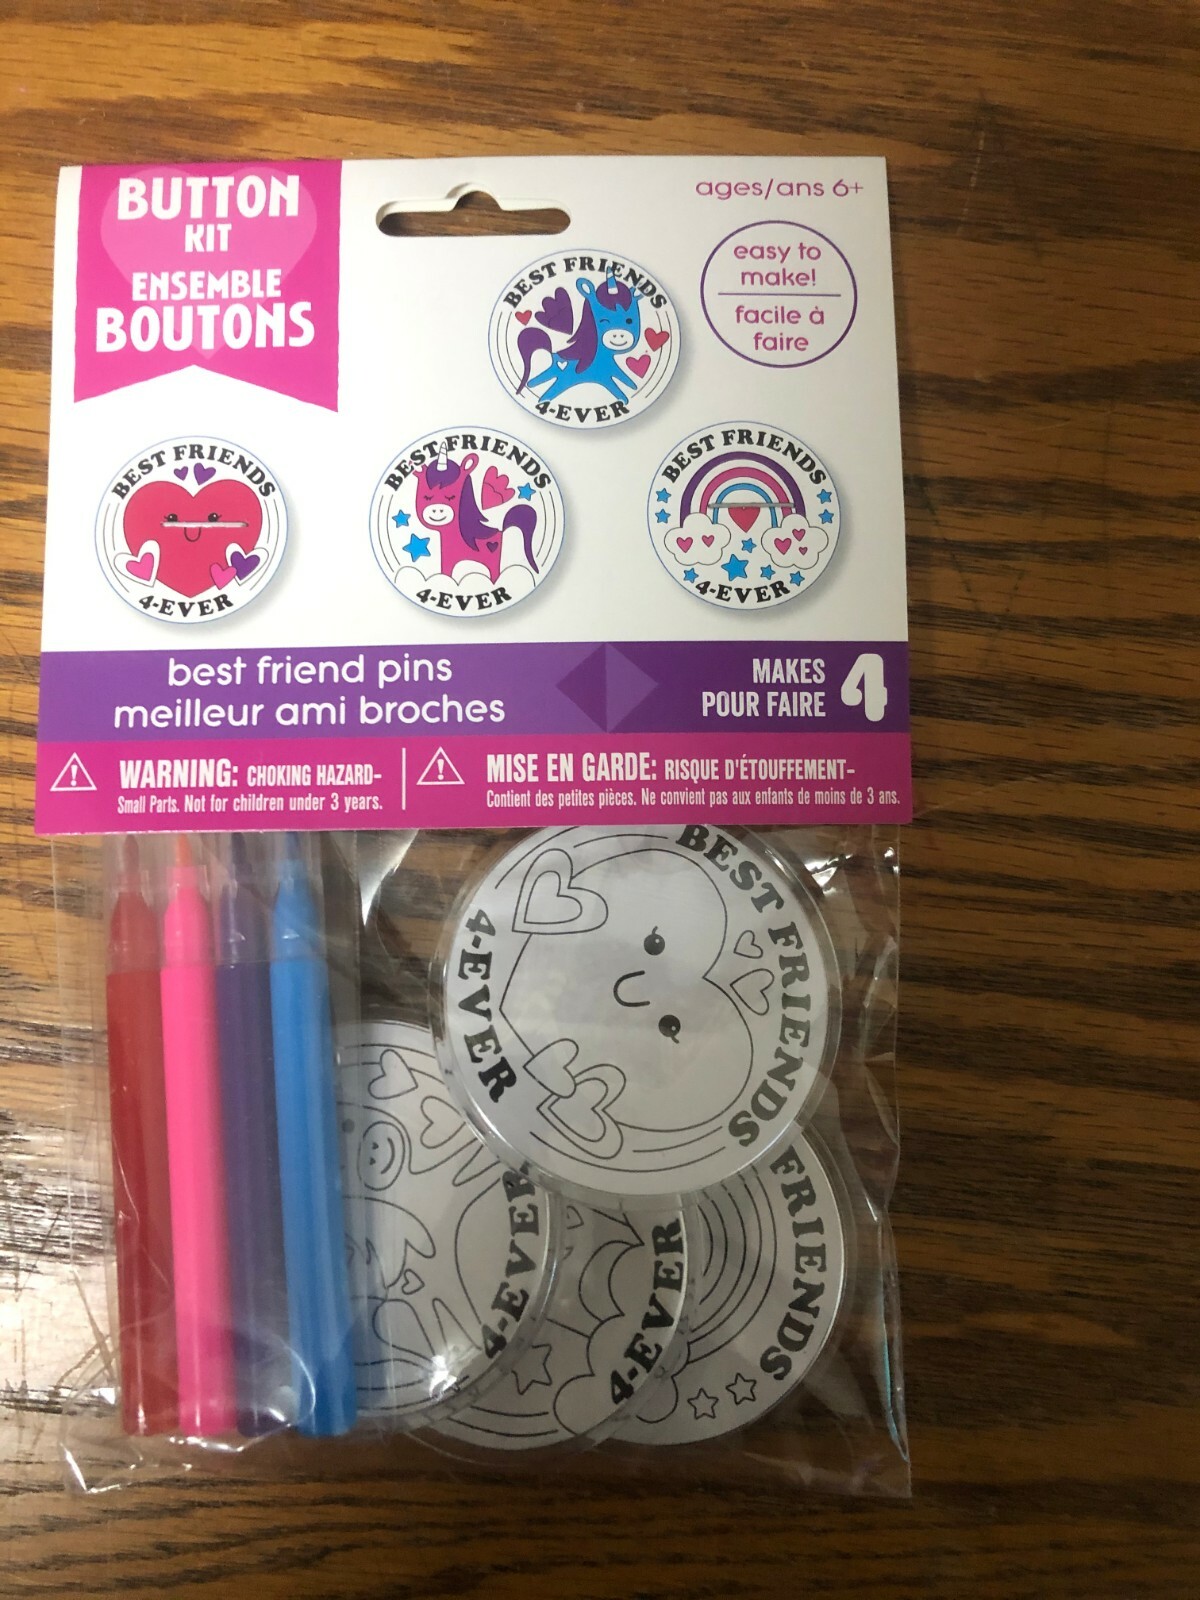 BUTTON
KIT
ENSEMBLE
BOUTONS
ages/ans 6+
easy to
make!
facile à
faire
BEST FRIENDS
4-EVER
BEST FRIENDS
4-EVER
BEST FRIENDS
4-EVER
BEST FRIENDS
4-EVER
best friend pins
meilleur ami broches
MAKES
POUR FAIRE
4
WARNING: CHOKING HAZARD-
Small Parts. Not for children under 3 years.
MISE EN GARDE: RISQUE D'ÉTOUFFEMENT-
Contient des petites pièces. Ne convient pas aux enfants de moins de 3 ans.
BEST FRIENDS
4-EVER
4-EVER
4-EVER
FRIENDS